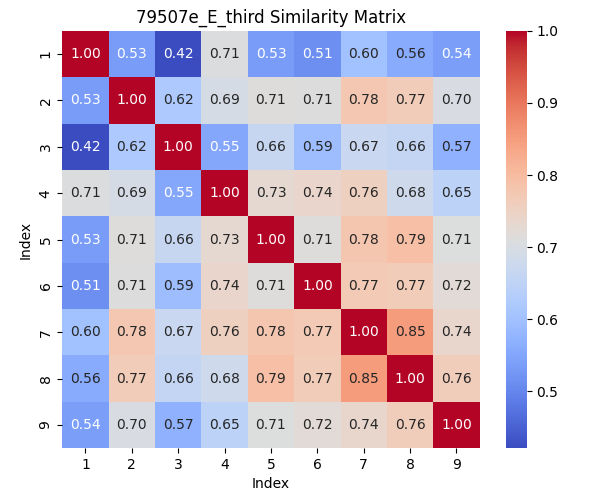 79507e_E_third Similarity Matrix
1 1.00 0.53 0.42 0.71 0.53 0.51 0.60 0.56 0.54
2 0.53 1.00 0.62 0.69 0.71 0.71 0.78 0.77 0.70
3 0.42 0.62 1.00 0.55 0.66 0.59 0.67 0.66 0.57
4 0.71 0.69 0.55 1.00 0.73 0.74 0.76 0.68 0.65
5 0.53 0.71 0.66 0.73 1.00 0.71 0.78 0.79 0.71
6 0.51 0.71 0.59 0.74 0.71 1.00 0.77 0.77 0.72
7 0.60 0.78 0.67 0.76 0.78 0.77 1.00 0.85 0.74
8 0.56 0.77 0.66 0.68 0.79 0.77 0.85 1.00 0.76
9 0.54 0.70 0.57 0.65 0.71 0.72 0.74 0.76 1.00
1 2 3 4 5 6 7 8 9
Index
Index
1.0
0.9
0.8
0.7
0.6
0.5